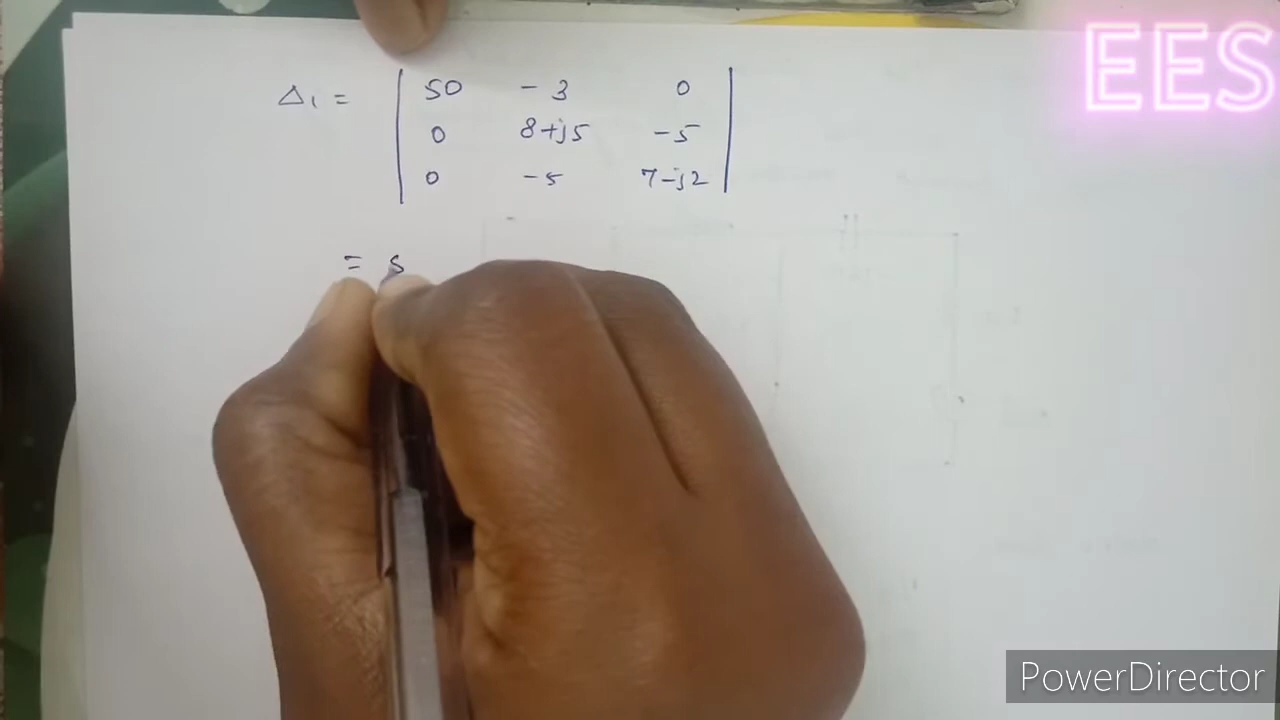 EES
Δ₁ = | 50 -3 0 |
| 0 8+j5 -5 |
| 0 -5 7-j2 |
= 5
PowerDirector